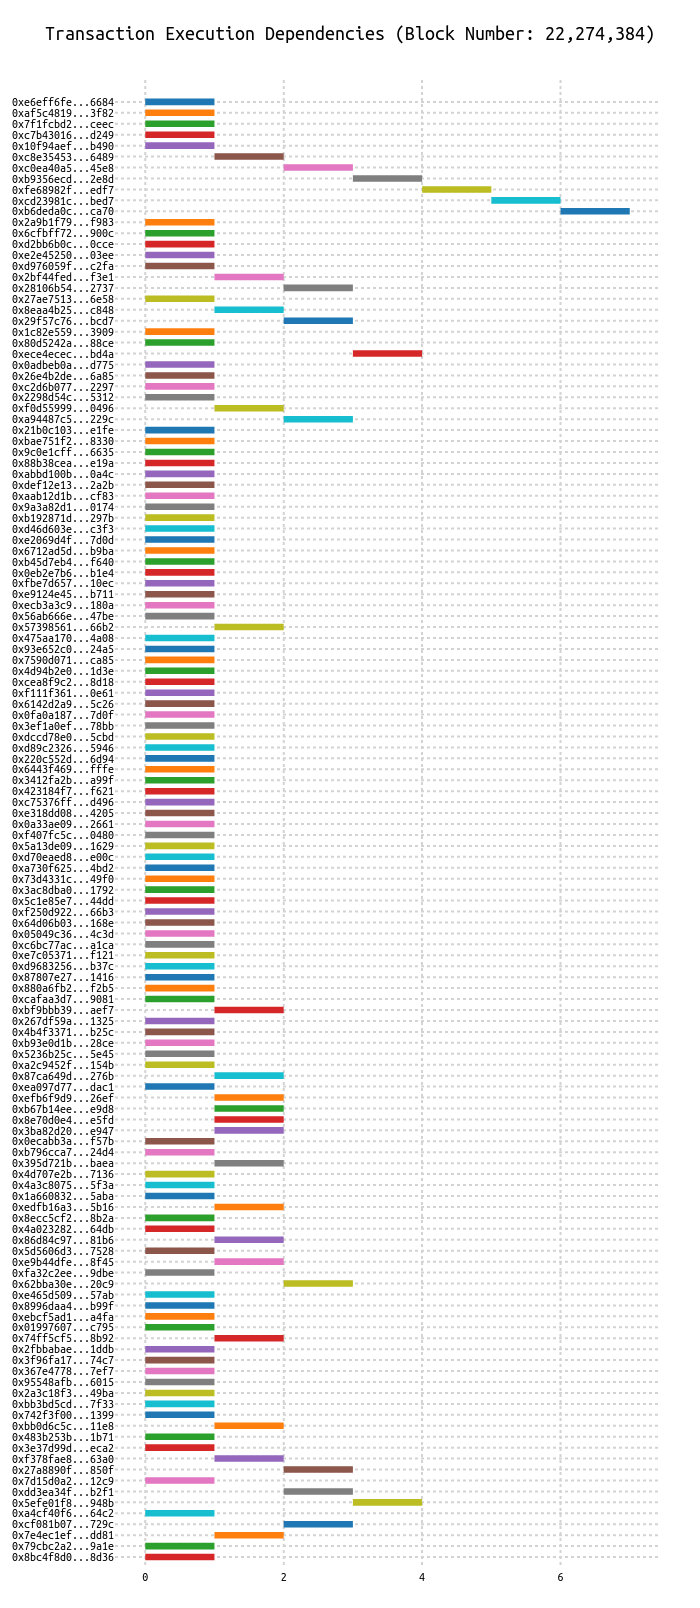 Transaction Execution Dependencies (Block Number: 22,274,384)
0xe6eff6fe...6684
0xaf5c4819...3f82
0x7f1fcbd2...ceec
0xc7b43016...d249
0x10f94aef...b490
0xc8e35453...6489
0xc0ea40a5...45e8
0xb9356ecd...2e8d
0xfe68982f...edf7
0xcd23981c...bed7
0xb6deda0c...ca70
0x2a9b1f79...f983
0x6cfbff72...900c
0xd2bb6b0c...0cce
0xe2e45250...03ee
0xd976059f...c2fa
0x2bf44fed...f3e1
0x28106b54...2737
0x27ae7513...6e58
0x8eaa4b25...c848
0x29f57c76...bcd7
0x1c82e559...3909
0x80d5242a...88ce
0xece4ecec...bd4a
0x0adbeb0a...d775
0x26e4b2de...6a85
0xc2d6b077...2297
0x2298d54c...5312
0xf0d55999...0496
0xa94487c5...229c
0x21b0c103...e1fe
0xbae751f2...8330
0x9c0e1cff...6635
0x88b38cea...e19a
0xabbd100b...0a4c
0xdef12e13...2a2b
0xaab12d1b...cf83
0x9a3a82d1...0174
0xb192871d...297b
0xd46d603e...c3f3
0xe2069d4f...7d0d
0x6712ad5d...b9ba
0xb45d7eb4...f640
0x0eb2e7b6...b1e4
0xfbe7d657...10ec
0xe9124e45...b711
0xecb3a3c9...180a
0x56ab666e...47be
0x57398561...66b2
0x475aa170...4a08
0x93e652c0...24a5
0x7590d071...ca85
0x4d94b2e0...1d3e
0xcea8f9c2...8d18
0xf111f361...0e61
0x6142d2a9...5c26
0x0fa0a187...7d0f
0x3ef1a0ef...78bb
0xdccd78e0...5cbd
0xd89c2326...5946
0x220c552d...6d94
0x6443f469...fffe
0x3412fa2b...a99f
0x423184f7...f621
0xc75376ff...d496
0xe318dd08...4205
0x0a33ae09...2661
0xf407fc5c...0480
0x5a13de09...1629
0xd70eaed8...e00c
0xa730f625...4bd2
0x73d4331c...49f0
0x3ac8dba0...1792
0x5c1e85e7...44dd
0xf250d922...66b3
0x64d06b03...168e
0x05049c36...4c3d
0xc6bc77ac...a1ca
0xe7c05371...f121
0xd9683256...b37c
0x87807e27...1416
0x880a6fb2...f2b5
0xcafaa3d7...9081
0xbf9bbb39...aef7
0x267df59a...1325
0x4b4f3371...b25c
0xb93e0d1b...28ce
0x5236b25c...5e45
0xa2c9452f...154b
0x87ca649d...276b
0xea097d77...dac1
0xefb6f9d9...26ef
0xb67b14ee...e9d8
0x8e70d0e4...e5fd
0x3ba82d20...e947
0x0ecabb3a...f57b
0xb796cca7...24d4
0x395d721b...baea
0x4d707e2b...7136
0x4a3c8075...5f3a
0x1a660832...5aba
0xedfb16a3...5b16
0x8ecc5cf2...8b2a
0x4a023282...64db
0x86d84c97...81b6
0x5d5606d3...7528
0xe9b44dfe...8f45
0xfa32c2ee...9dbe
0x62bba30e...20c9
0xe465d509...57ab
0x8996daa4...b99f
0xebcf5ad1...a4fa
0x01997607...c795
0x74ff5cf5...8b92
0x2fbbabae...1ddb
0x3f96fa17...74c7
0x367e4778...7ef7
0x95548afb...6015
0x2a3c18f3...49ba
0xbb3bd5cd...7f33
0x742f3f00...1399
0xbb0d6c5c...11e8
0x483b253b...1b71
0x3e37d99d...eca2
0xf378fae8...63a0
0x27a8890f...850f
0x7d15d0a2...12c9
0xdd3ea34f...b2f1
0x5efe01f8...948b
0xa4cf40f6...64c2
0xcf081b07...729c
0x7e4ec1ef...dd81
0x79cbc2a2...9a1e
0x8bc4f8d0...8d36
0 2 4 6